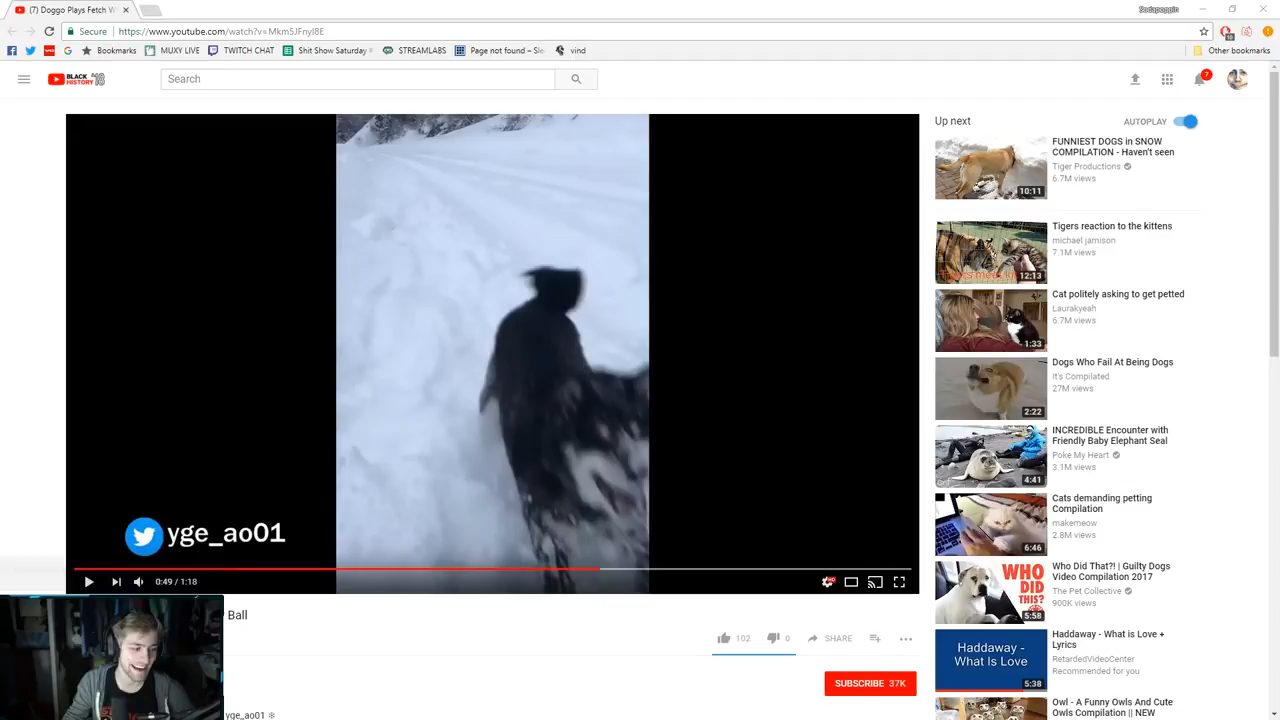 (7) Doggo Plays Fetch W
Sodapoppin
Secure
https://www.youtube.com/watch?v=Mkm5JFnyI8E
Bookmarks
MUXY LIVE
TWITCH CHAT
Shit Show Saturday
STREAMLABS
Page not found – Sle
vind
Other bookmarks
BLACK HISTORY
Search
7
Up next
AUTOPLAY
FUNNIEST DOGS in SNOW
COMPILATION - Haven't seen
Tiger Productions
6.7M views
10:11
Tigers reaction to the kittens
michael jamison
7.1M views
12:13
Cat politely asking to get petted
Laurakyeah
6.7M views
1:33
Dogs Who Fail At Being Dogs
It's Compilated
27M views
2:22
INCREDIBLE Encounter with
Friendly Baby Elephant Seal
Poke My Heart
3.1M views
4:41
Cats demanding petting
Compilation
makemeow
2.8M views
6:46
Who Did That?! | Guilty Dogs
Video Compilation 2017
The Pet Collective
900K views
WHO
DID
THIS?
5:58
Haddaway - What is Love +
Lyrics
RetardedVideoCenter
Recommended for you
Haddaway -
What Is Love
5:38
Owl - A Funny Owls And Cute
Owls Compilation || NEW
yge_ao01
0:49 / 1:18
HD
Ball
102
0
SHARE
SUBSCRIBE 37K
yge_ao01